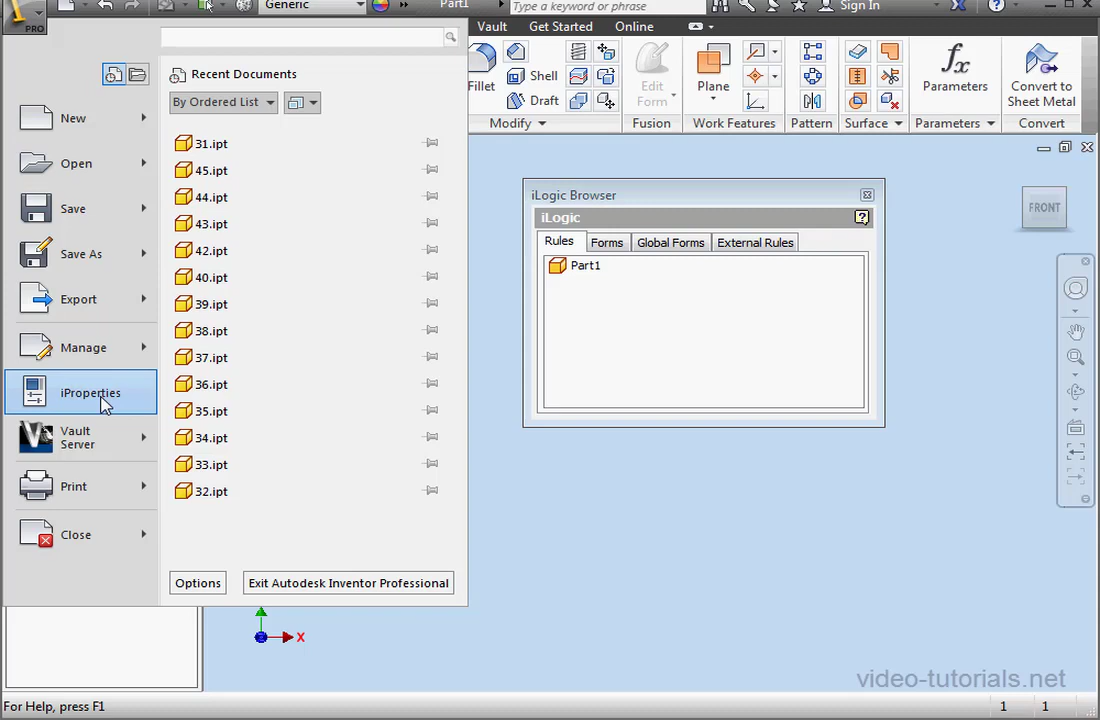 Generic
Part1
Type a keyword or phrase
Sign In
PRO
Vault
Get Started
Online
Fillet
Shell
Draft
Edit
Form
Plane
Parameters
Convert to
Sheet Metal
Modify
Fusion
Work Features
Pattern
Surface
Parameters
Convert
Recent Documents
By Ordered List
New
Open
Save
Save As
Export
Manage
iProperties
Vault
Server
Print
Close
31.ipt
45.ipt
44.ipt
43.ipt
42.ipt
40.ipt
39.ipt
38.ipt
37.ipt
36.ipt
35.ipt
34.ipt
33.ipt
32.ipt
Options
Exit Autodesk Inventor Professional
iLogic Browser
iLogic
Rules
Forms
Global Forms
External Rules
Part1
FRONT
X
video-tutorials.net
For Help, press F1
1
1